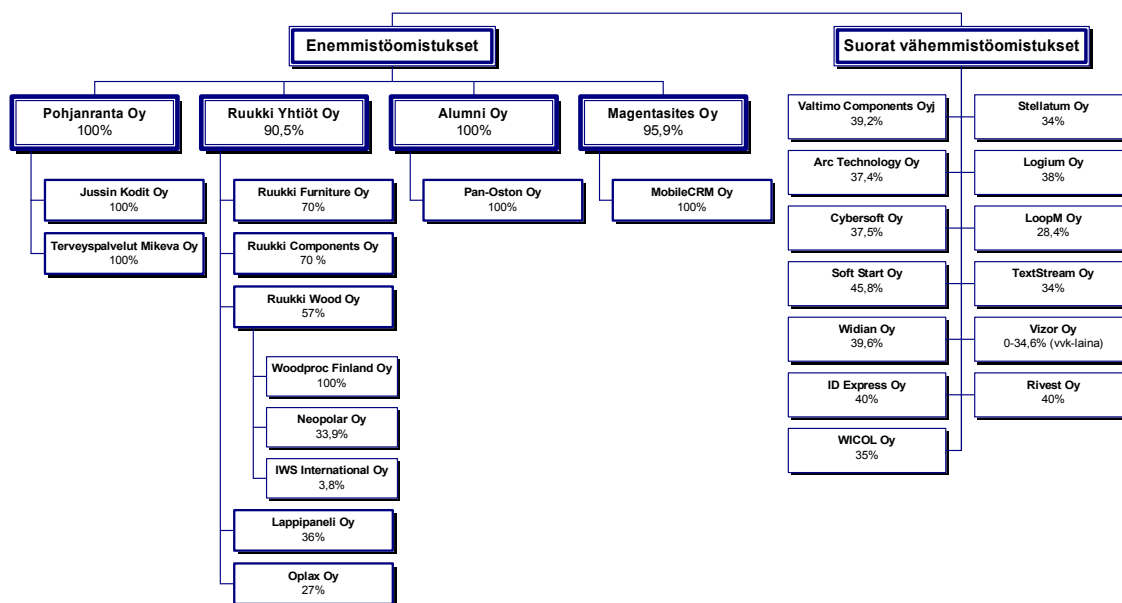 Enemmistöomistukset
Suorat vähemmistöomistukset
Pohjanranta Oy
100%
Ruukki Yhtiöt Oy
90,5%
Alumni Oy
100%
Magentasites Oy
95,9%
Jussin Kodit Oy
100%
Terveyspalvelut Mikeva Oy
100%
Ruukki Furniture Oy
70%
Ruukki Components Oy
70 %
Ruukki Wood Oy
57%
Woodproc Finland Oy
100%
Neopolar Oy
33,9%
IWS International Oy
3,8%
Lappipaneli Oy
36%
Oplax Oy
27%
Pan-Oston Oy
100%
MobileCRM Oy
100%
Valtimo Components Oyj
39,2%
Stellatum Oy
34%
Arc Technology Oy
37,4%
Logium Oy
38%
Cybersoft Oy
37,5%
LoopM Oy
28,4%
Soft Start Oy
45,8%
TextStream Oy
34%
Widian Oy
39,6%
Vizor Oy
0-34,6% (vvk-laina)
ID Express Oy
40%
Rivest Oy
40%
WICOL Oy
35%